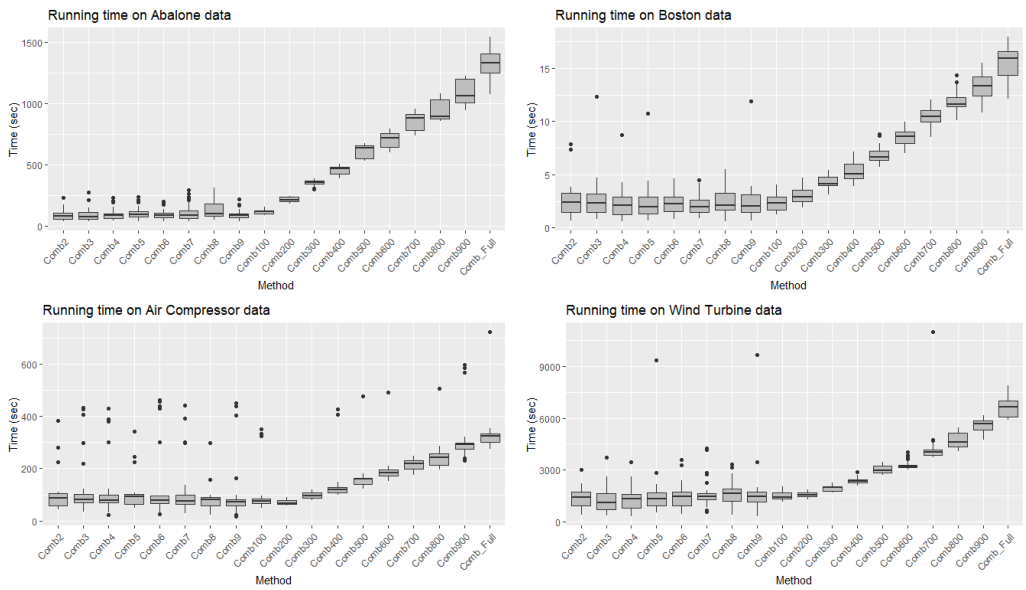 Running time on Abalone data
Time (sec)
1500
1000
500
0
Comb2 Comb3 Comb4 Comb5 Comb6 Comb7 Comb8 Comb9 Comb100 Comb200 Comb300 Comb400 Comb500 Comb600 Comb700 Comb800 Comb900 Comb_Full
Method
Running time on Boston data
Time (sec)
15
10
5
0
Comb2 Comb3 Comb4 Comb5 Comb6 Comb7 Comb8 Comb9 Comb100 Comb200 Comb300 Comb400 Comb500 Comb600 Comb700 Comb800 Comb900 Comb_Full
Method
Running time on Air Compressor data
Time (sec)
600
400
200
0
Comb2 Comb3 Comb4 Comb5 Comb6 Comb7 Comb8 Comb9 Comb100 Comb200 Comb300 Comb400 Comb500 Comb600 Comb700 Comb800 Comb900 Comb_Full
Method
Running time on Wind Turbine data
Time (sec)
9000
6000
3000
0
Comb2 Comb3 Comb4 Comb5 Comb6 Comb7 Comb8 Comb9 Comb100 Comb200 Comb300 Comb400 Comb500 Comb600 Comb700 Comb800 Comb900 Comb_Full
Method